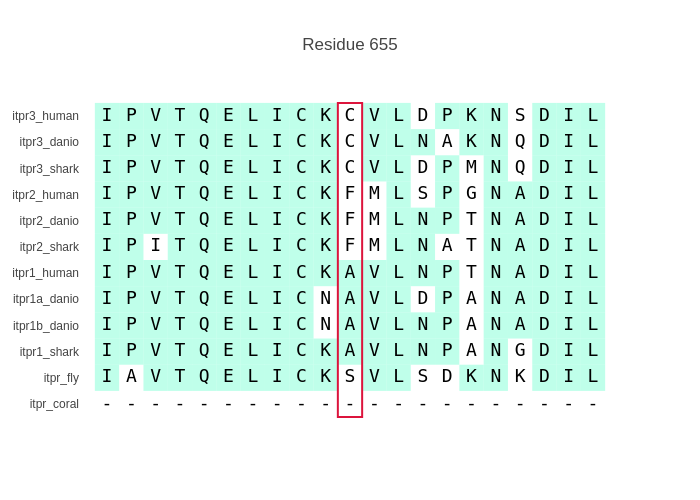 Residue 655
itpr3_human I P V T Q E L I C K C V L D P K N S D I L
itpr3_danio I P V T Q E L I C K C V L N A K N Q D I L
itpr3_shark I P V T Q E L I C K C V L D P M N Q D I L
itpr2_human I P V T Q E L I C K F M L S P G N A D I L
itpr2_danio I P V T Q E L I C K F M L N P T N A D I L
itpr2_shark I P I T Q E L I C K F M L N A T N A D I L
itpr1_human I P V T Q E L I C K A V L N P T N A D I L
itpr1a_danio I P V T Q E L I C N A V L D P A N A D I L
itpr1b_danio I P V T Q E L I C N A V L N P A N A D I L
itpr1_shark I P V T Q E L I C K A V L N P A N G D I L
itpr_fly I A V T Q E L I C K S V L S D K N K D I L
itpr_coral - - - - - - - - - - - - - - - - - - - - -